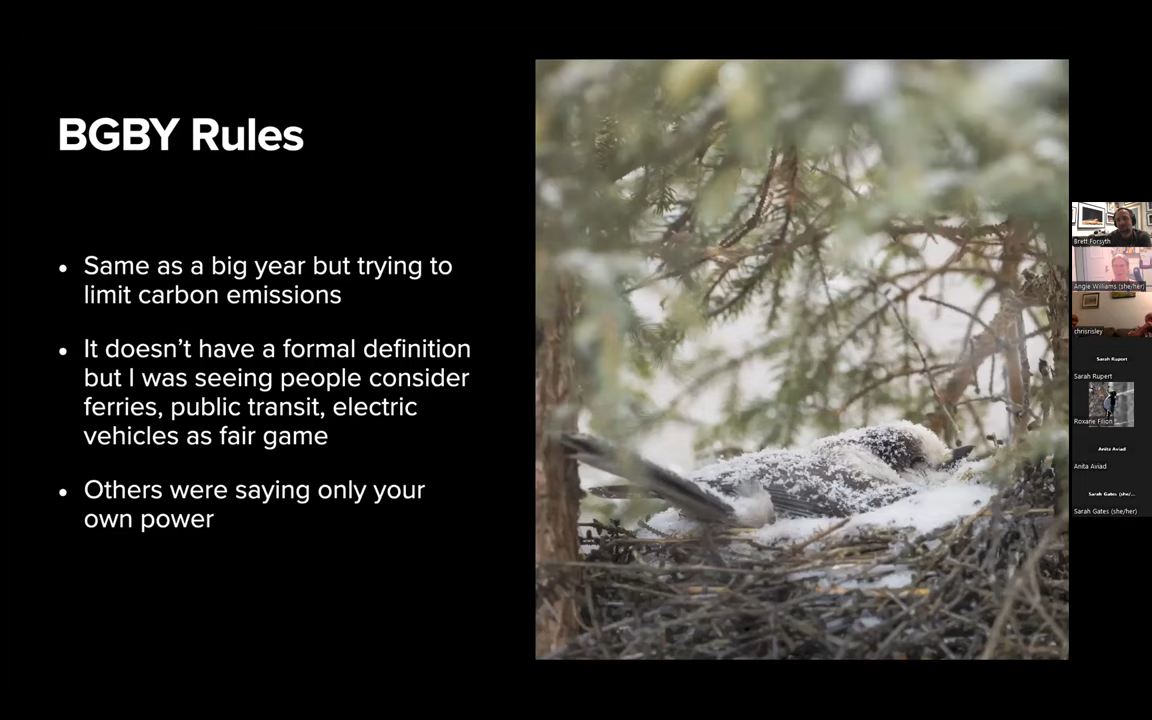 BGBY Rules
• Same as a big year but trying to
limit carbon emissions
• It doesn’t have a formal definition
but I was seeing people consider
ferries, public transit, electric
vehicles as fair game
• Others were saying only your
own power
Brett Forsyth
Angie Williams (she/her)
chrisrisley
Sarah Rupert
Sarah Rupert
Roxane Filion
Anita Aviad
Anita Aviad
Sarah Gates (she/...
Sarah Gates (she/her)